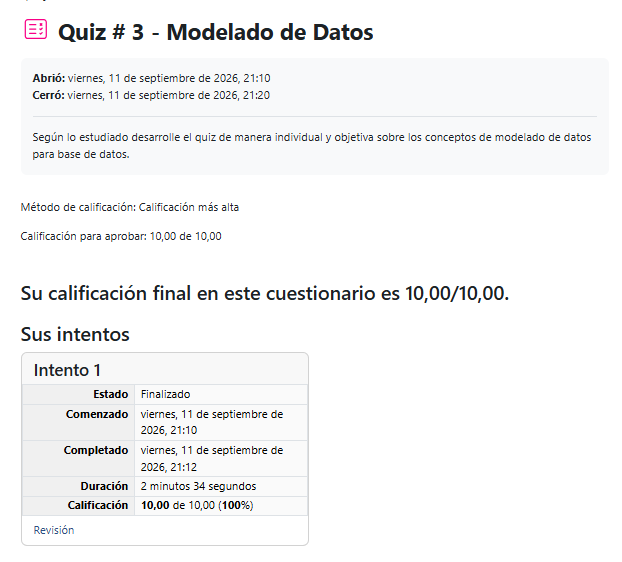 Quiz # 3 - Modelado de Datos
Abrió: viernes, 11 de septiembre de 2026, 21:10
Cerró: viernes, 11 de septiembre de 2026, 21:20
Según lo estudiado desarrolle el quiz de manera individual y objetiva sobre los conceptos de modelado de datos
para base de datos.
Método de calificación: Calificación más alta
Calificación para aprobar: 10,00 de 10,00
Su calificación final en este cuestionario es 10,00/10,00.
Sus intentos
Intento 1
Estado Finalizado
Comenzado viernes, 11 de septiembre de
2026, 21:10
Completado viernes, 11 de septiembre de
2026, 21:12
Duración 2 minutos 34 segundos
Calificación 10,00 de 10,00 (100%)
Revisión